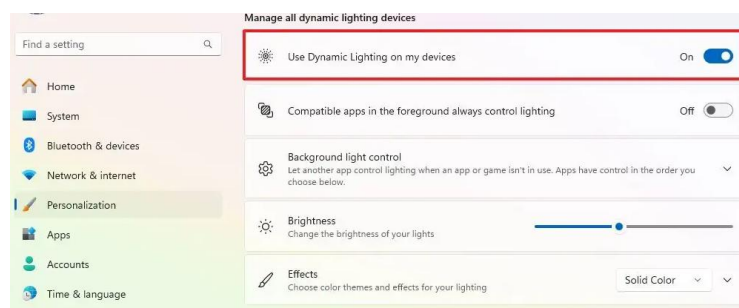 Manage all dynamic lighting devices
Find a setting
Use Dynamic Lighting on my devices
On
Home
System
Compatible apps in the foreground always control lighting
Off
Bluetooth & devices
Background light control
Let another app control lighting when an app or game isn't in use. Apps have control in the order you
choose below.
Network & internet
Personalization
Brightness
Change the brightness of your lights
Apps
Accounts
Effects
Choose color themes and effects for your lighting
Solid Color
Time & language